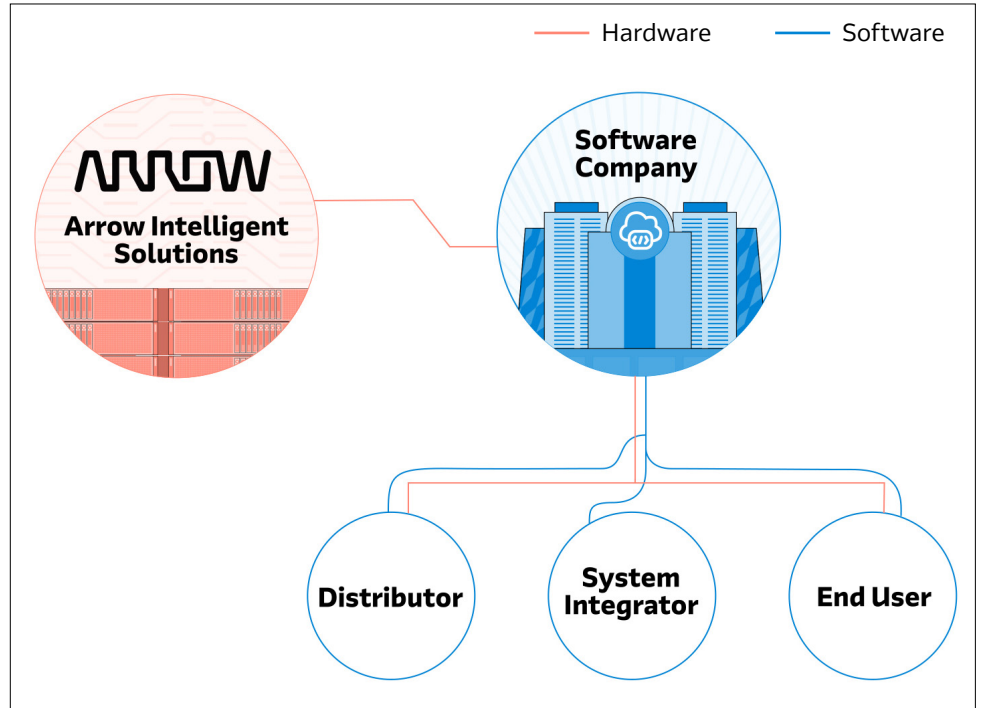 Hardware
Software
ARROW
Arrow Intelligent
Solutions
Software
Company
</>
Distributor
System
Integrator
End User